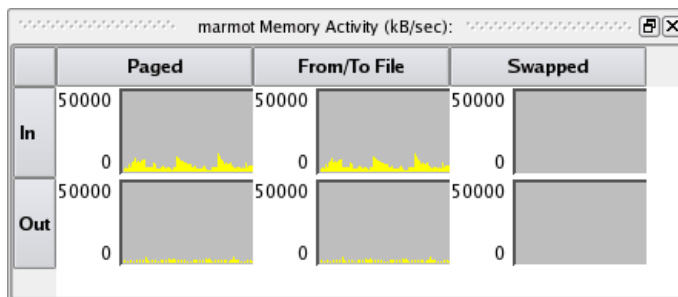 marmot Memory Activity (kB/sec):
Paged From/To File Swapped
In 50000 50000 50000
0 0 0
Out 50000 50000 50000
0 0 0